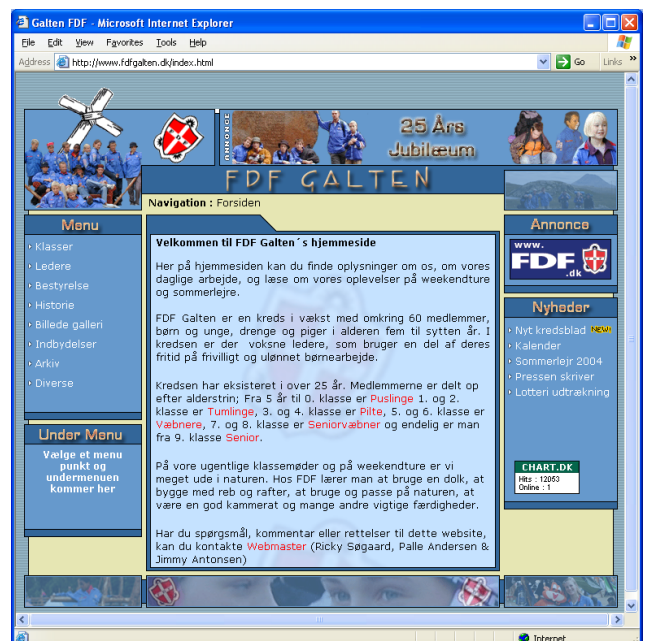 Galten FDF - Microsoft Internet Explorer
File Edit View Favorites Tools Help
Address http://www.fdfgalten.dk/index.html Go Links »
ANNONCE
25 Års
Jubilæum
FDF GALTEN
Navigation : Forsiden
Menu
Klasser
Ledere
Bestyrelse
Historie
Billede galleri
Indbydelser
Arkiv
Diverse
Under Menu
Vælge et menu
punkt og
undermenuen
kommer her
Velkommen til FDF Galten´s hjemmeside
Her på hjemmesiden kan du finde oplysninger om os, om vores
daglige arbejde, og læse om vores oplevelser på weekendture
og sommerlejre.
FDF Galten er en kreds i vækst med omkring 60 medlemmer,
børn og unge, drenge og piger i alderen fem til sytten år. I
kredsen er der voksne ledere, som bruger en del af deres
fritid på frivilligt og ulønnet børnearbejde.
Kredsen har eksisteret i over 25 år. Medlemmerne er delt op
efter alderstrin; Fra 5 år til 0. klasse er Puslinge 1. og 2.
klasse er Tumlinge, 3. og 4. klasse er Pilte, 5. og 6. klasse er
Væbnere, 7. og 8. klasse er Seniorvæbner og endelig er man
fra 9. klasse Senior.
På vore ugentlige klassemøder og på weekendture er vi
meget ude i naturen. Hos FDF lærer man at bruge en dolk, at
bygge med reb og rafter, at bruge og passe på naturen, at
være en god kammerat og mange andre vigtige færdigheder.
Har du spørgsmål, kommentar eller rettelser til dette website,
kan du kontakte Webmaster (Ricky Søgaard, Palle Andersen &
Jimmy Antonsen)
Annonce
www.
FDF
.dk
Nyheder
Nyt kredsblad NEW!
Kalender
Sommerlejr 2004
Pressen skriver
Lotteri udtrækning
CHART.DK
Hits : 12053
Online : 1
Internet